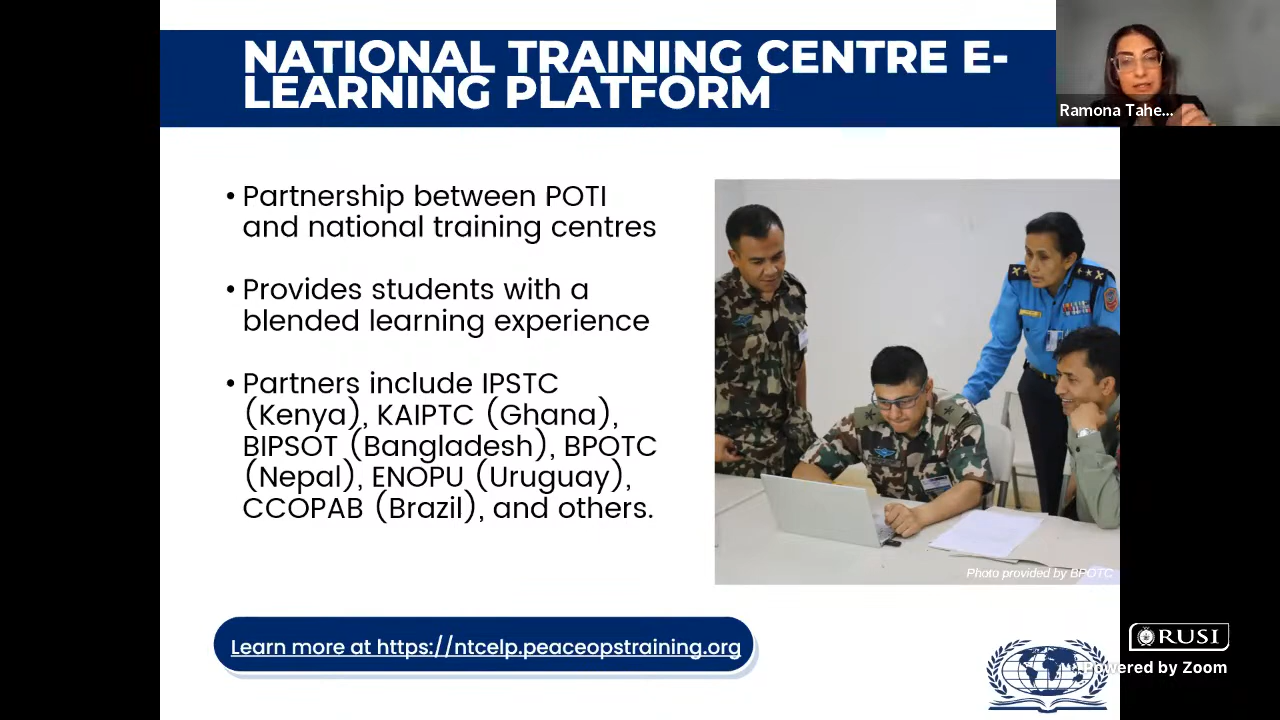 NATIONAL TRAINING CENTRE E-
LEARNING PLATFORM
Ramona Tahe...
• Partnership between POTI
and national training centres
• Provides students with a
blended learning experience
• Partners include IPSTC
(Kenya), KAIPTC (Ghana),
BIPSOT (Bangladesh), BPOTC
(Nepal), ENOPU (Uruguay),
CCOPAB (Brazil), and others.
Photo provided by BPOTC
Learn more at https://ntcelp.peaceopstraining.org
RUSI
Powered by Zoom